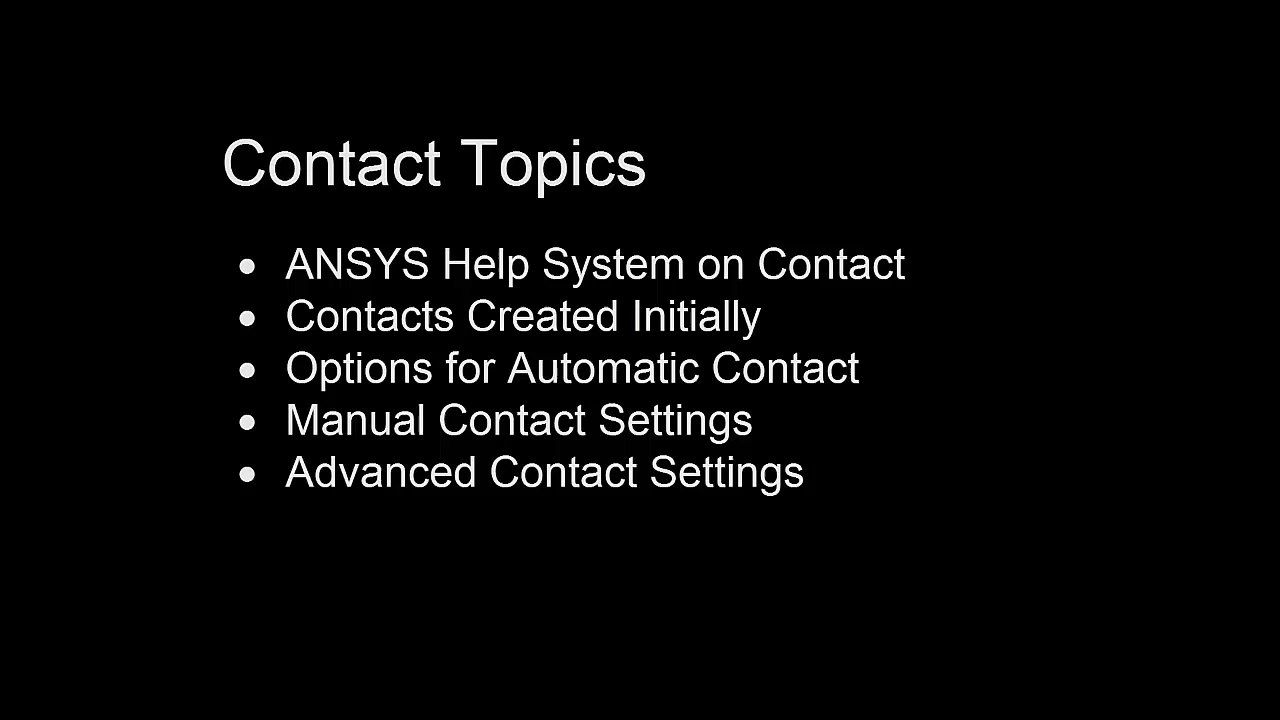 Contact Topics
• ANSYS Help System on Contact
• Contacts Created Initially
• Options for Automatic Contact
• Manual Contact Settings
• Advanced Contact Settings